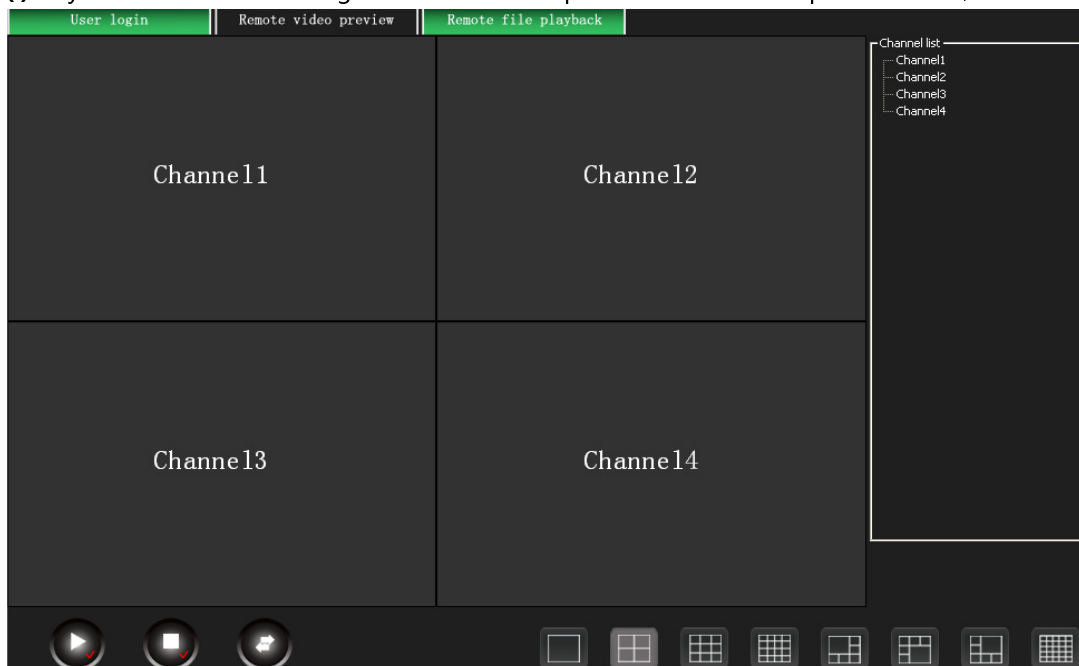 User login
Remote video preview
Remote file playback
Channel list
Channel1
Channel2
Channel3
Channel4
Channel1
Channel2
Channel3
Channel4